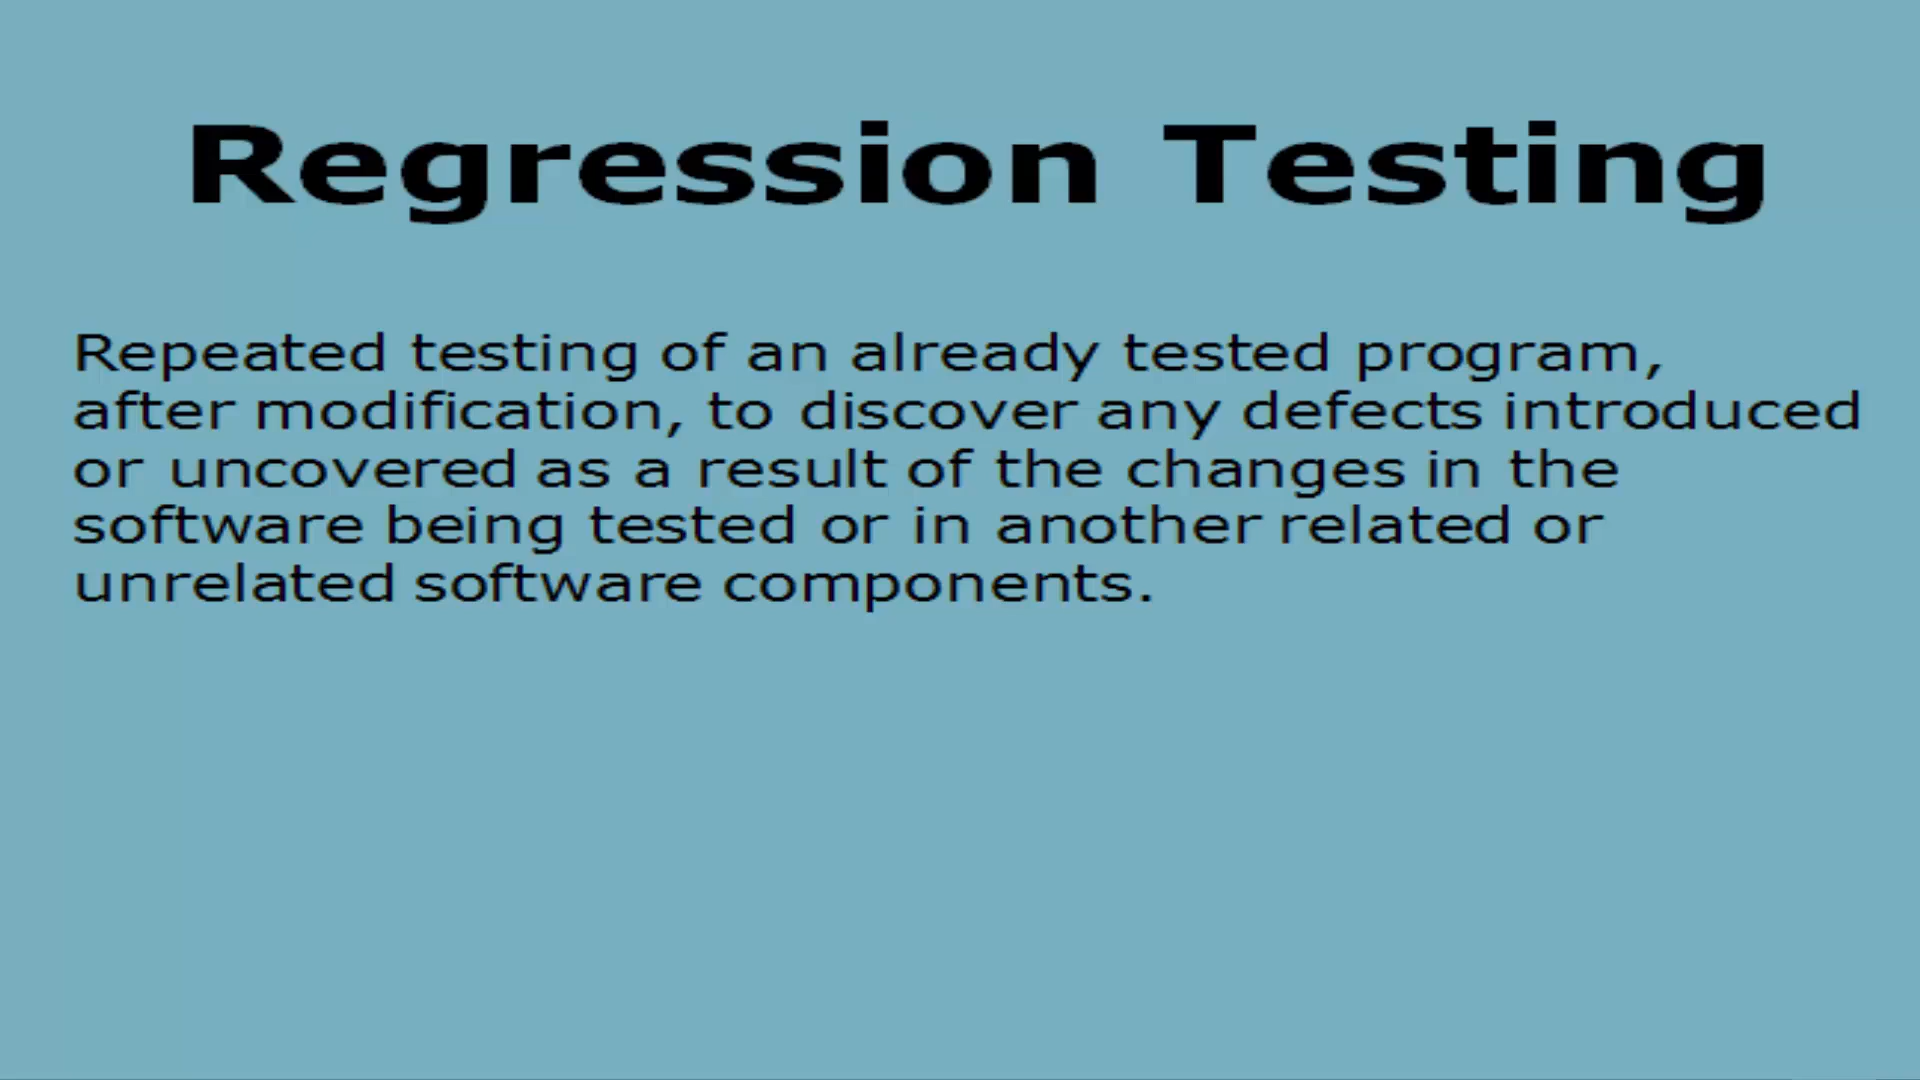 Regression Testing
Repeated testing of an already tested program,
after modification, to discover any defects introduced
or uncovered as a result of the changes in the
software being tested or in another related or
unrelated software components.